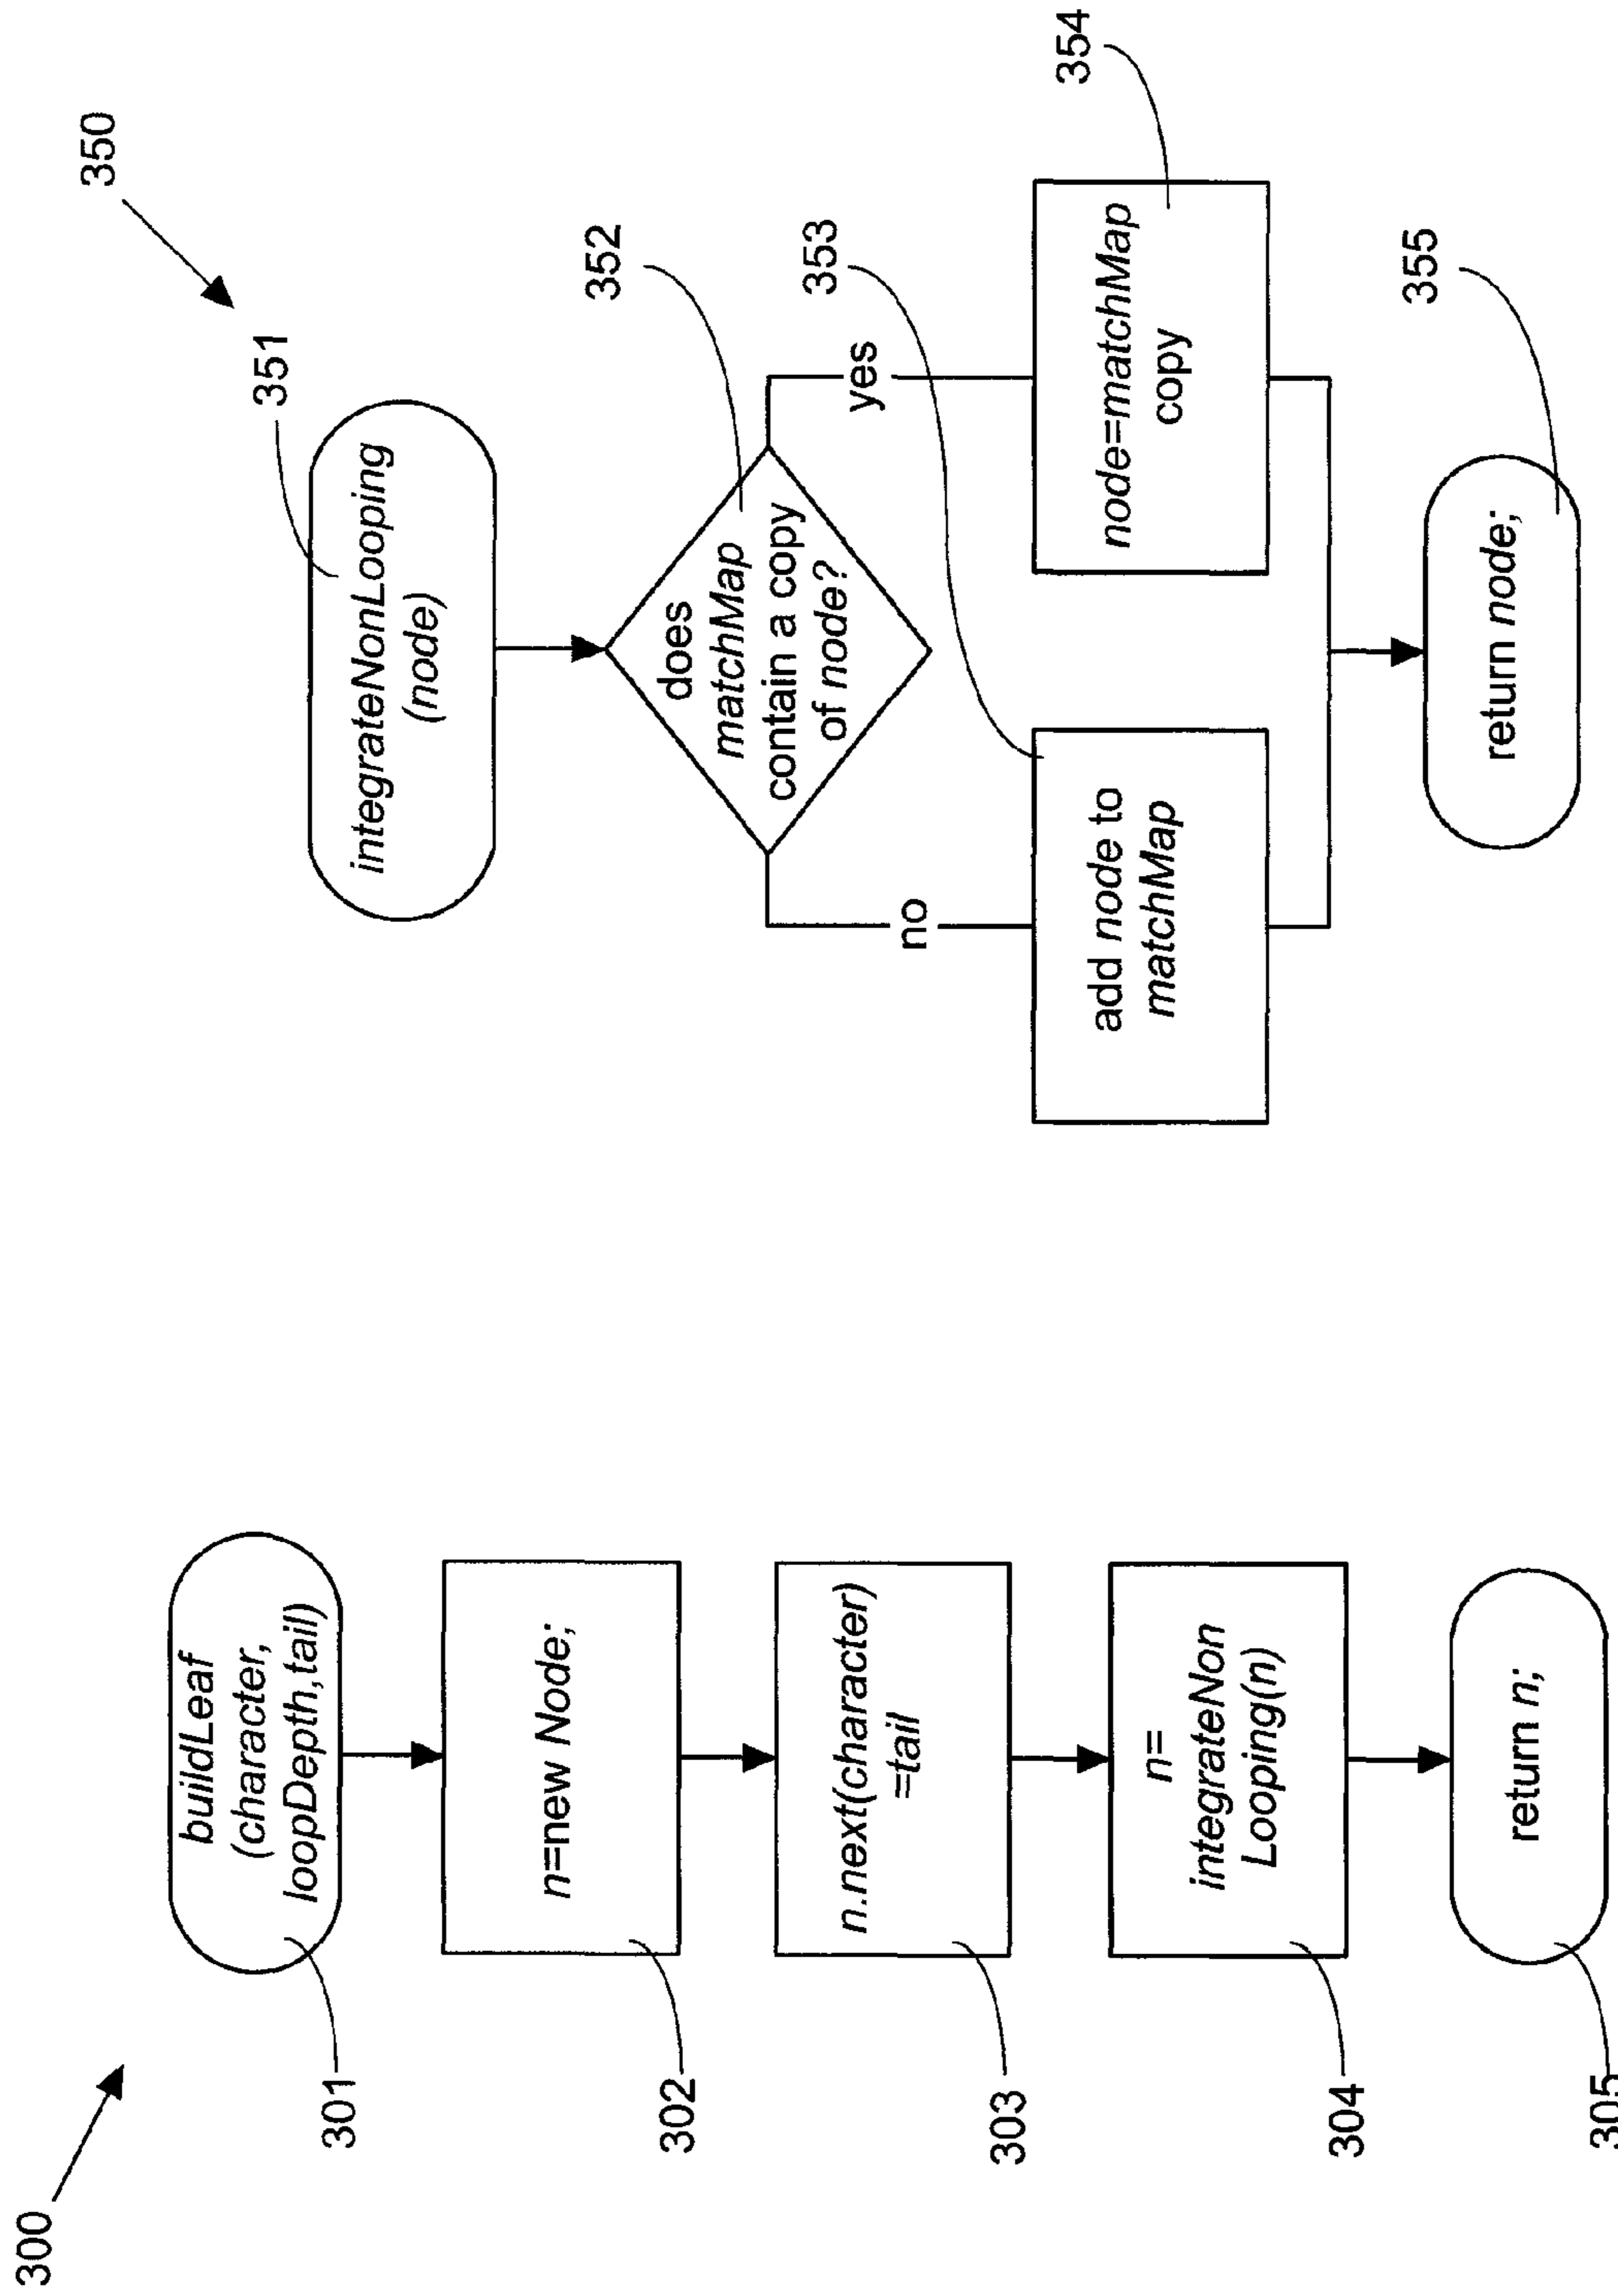 300
buildLeaf
(character,
loopDepth,tail)
301
n=new Node;
302
n.next(character)
=tail
303
n=
integrateNon
Looping(n)
304
return n;
305
350
integrateNonLooping
(node)
351
does
matchMap
contain a copy
of node?
352
no
yes
add node to
matchMap
353
node=matchMap
copy
354
return node;
355